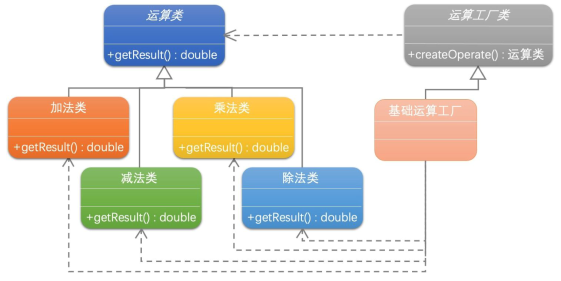 运算类
+getResult() : double
运算工厂类
+createOperate() : 运算类
加法类
+getResult() : double
乘法类
+getResult() : double
基础运算工厂
减法类
+getResult() : double
除法类
+getResult() : double